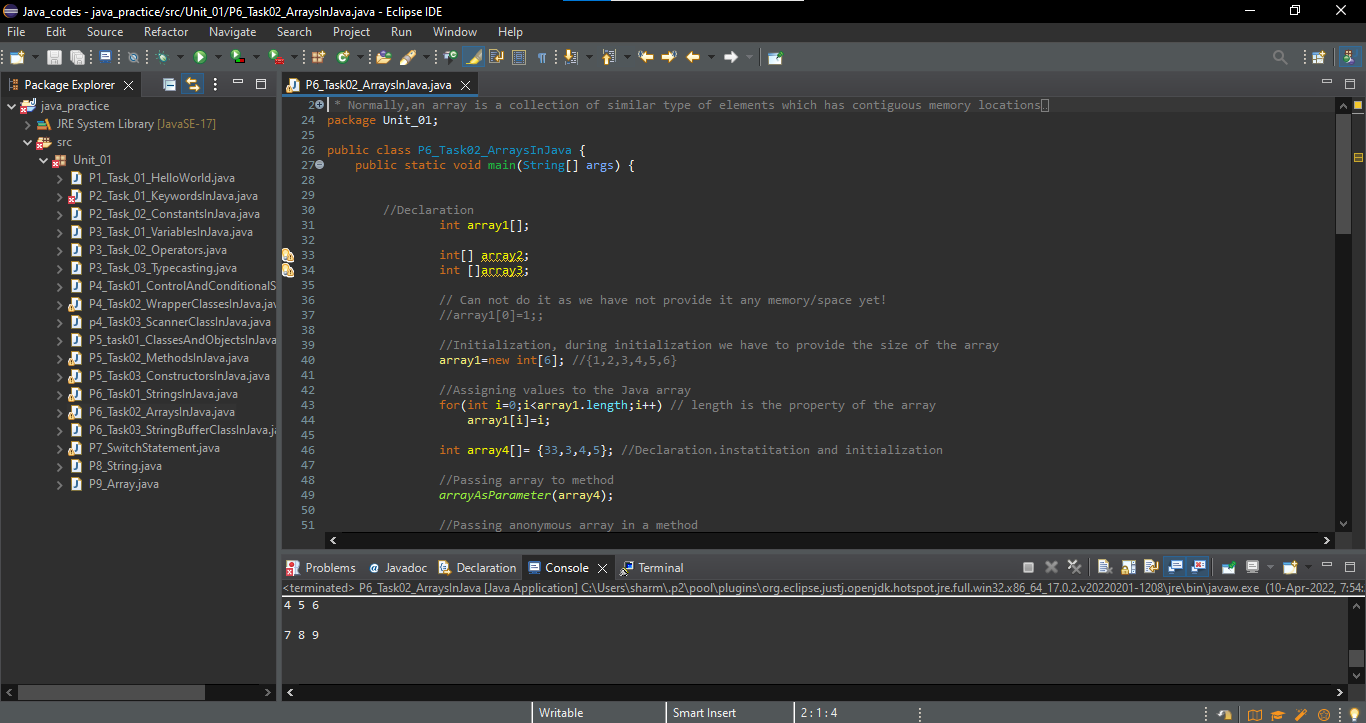 Java_codes - java_practice/src/Unit_01/P6_Task02_ArraysInJava.java - Eclipse IDE
File Edit Source Refactor Navigate Search Project Run Window Help
Package Explorer
java_practice
JRE System Library [JavaSE-17]
src
Unit_01
P1_Task_01_HelloWorld.java
P2_Task_01_KeywordsInJava.java
P2_Task_02_ConstantsInJava.java
P3_Task_01_VariablesInJava.java
P3_Task_02_Operators.java
P3_Task_03_Typecasting.java
P4_Task01_ControlAndConditionalS
P4_Task02_WrapperClassesInJava.jav
p4_Task03_ScannerClassInJava.java
P5_task01_ClassesAndObjectsInJava
P5_Task02_MethodsInJava.java
P5_Task03_ConstructorsInJava.java
P6_Task01_StringsInJava.java
P6_Task02_ArraysInJava.java
P6_Task03_StringBufferClassInJava.ja
P7_SwitchStatement.java
P8_String.java
P9_Array.java
P6_Task02_ArraysInJava.java
2 * Normally,an array is a collection of similar type of elements which has contiguous memory locations
24 package Unit_01;
25
26 public class P6_Task02_ArraysInJava {
27 public static void main(String[] args) {
28
29
30 //Declaration
31 int array1[];
32
33 int[] array2;
34 int []array3;
35
36 // Can not do it as we have not provide it any memory/space yet!
37 //array1[0]=1;;
38
39 //Initialization, during initialization we have to provide the size of the array
40 array1=new int[6]; //{1,2,3,4,5,6}
41
42 //Assigning values to the Java array
43 for(int i=0;i<array1.length;i++) // length is the property of the array
44 array1[i]=i;
45
46 int array4[]= {33,3,4,5}; //Declaration.instatitation and initialization
47
48 //Passing array to method
49 arrayAsParameter(array4);
50
51 //Passing anonymous array in a method
Problems Javadoc Declaration Console Terminal
<terminated> P6_Task02_ArraysInJava [Java Application] C:\Users\sharm\.p2\pool\plugins\org.eclipse.justj.openjdk.hotspot.jre.full.win32.x86_64_17.0.2.v20220201-1208\jre\bin\javaw.exe (10-Apr-2022, 7:54:
4 5 6
7 8 9
Writable Smart Insert 2 : 1 : 4